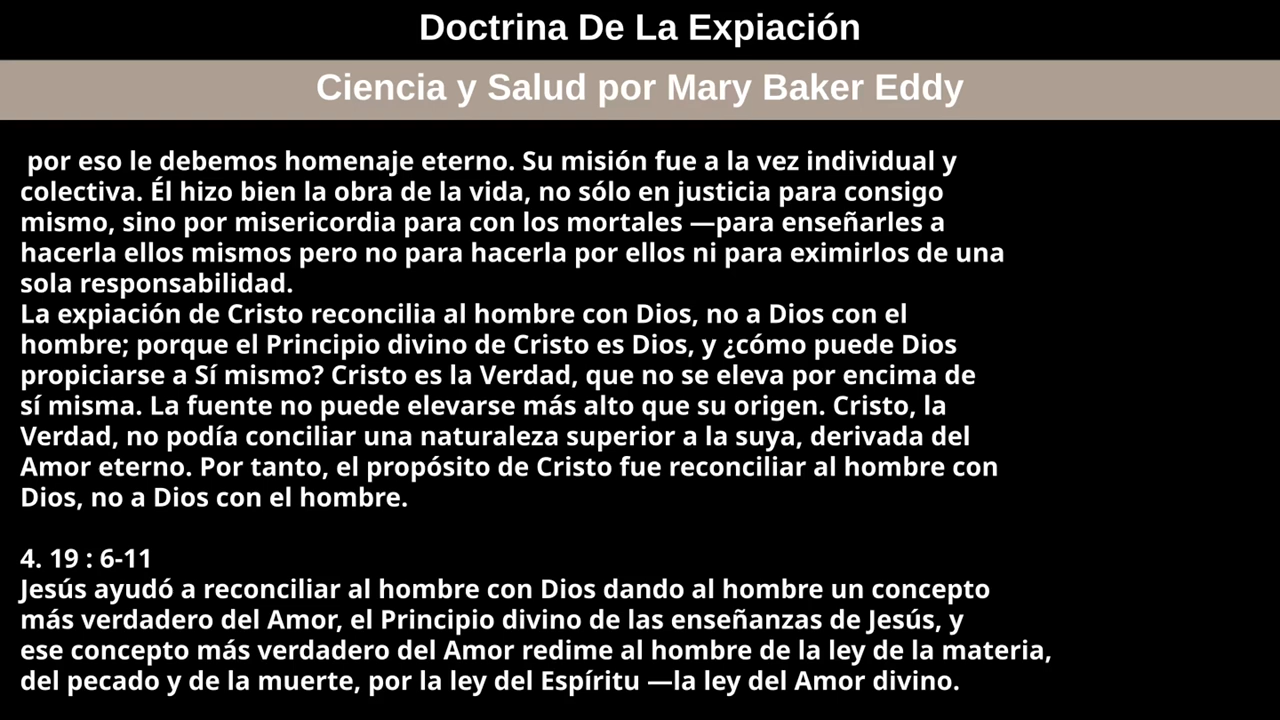 Doctrina De La Expiación
Ciencia y Salud por Mary Baker Eddy
por eso le debemos homenaje eterno. Su misión fue a la vez individual y
colectiva. Él hizo bien la obra de la vida, no sólo en justicia para consigo
mismo, sino por misericordia para con los mortales —para enseñarles a
hacerla ellos mismos pero no para hacerla por ellos ni para eximirlos de una
sola responsabilidad.
La expiación de Cristo reconcilia al hombre con Dios, no a Dios con el
hombre; porque el Principio divino de Cristo es Dios, y ¿cómo puede Dios
propiciarse a Sí mismo? Cristo es la Verdad, que no se eleva por encima de
sí misma. La fuente no puede elevarse más alto que su origen. Cristo, la
Verdad, no podía conciliar una naturaleza superior a la suya, derivada del
Amor eterno. Por tanto, el propósito de Cristo fue reconciliar al hombre con
Dios, no a Dios con el hombre.
4. 19 : 6-11
Jesús ayudó a reconciliar al hombre con Dios dando al hombre un concepto
más verdadero del Amor, el Principio divino de las enseñanzas de Jesús, y
ese concepto más verdadero del Amor redime al hombre de la ley de la materia,
del pecado y de la muerte, por la ley del Espíritu —la ley del Amor divino.